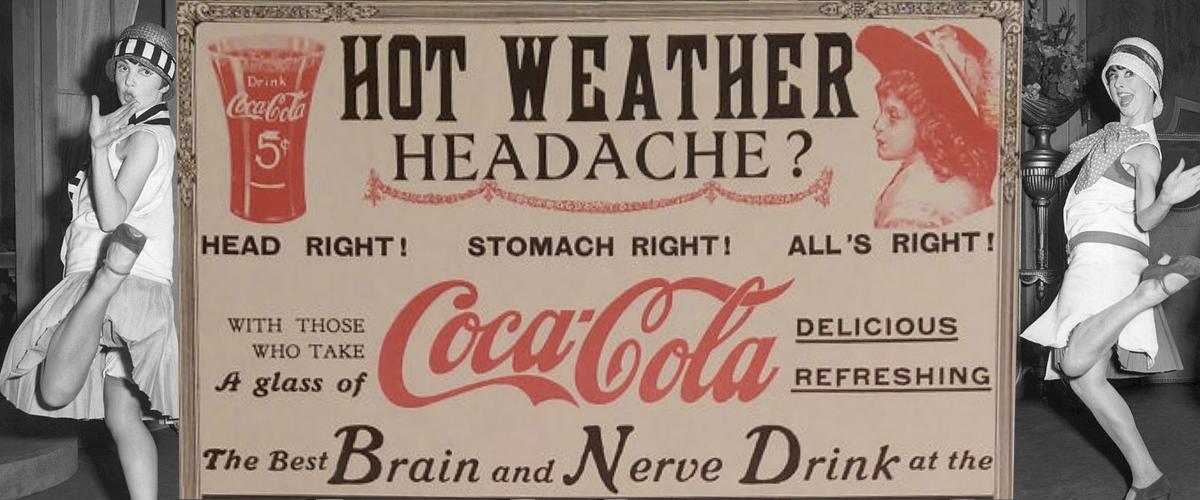 Drink
Coca-Cola
5¢
HOT WEATHER
HEADACHE?
HEAD RIGHT! STOMACH RIGHT! ALL'S RIGHT!
WITH THOSE
WHO TAKE
A glass of
Coca-Cola
DELICIOUS
REFRESHING
The Best Brain and Nerve Drink at the